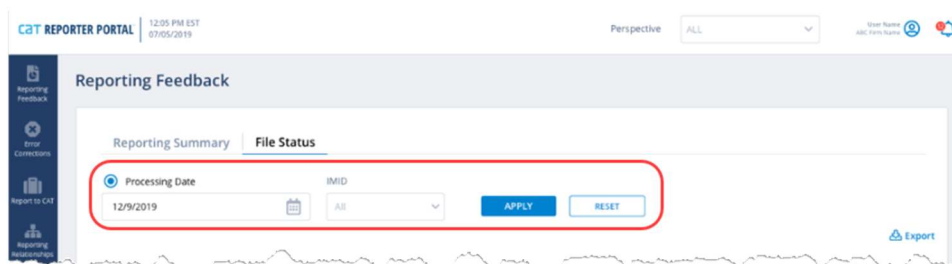 CAT REPORTER PORTAL
12:05 PM EST
07/05/2019
Perspective
ALL
User Name
ABC Firm Name
Reporting
Feedback
Reporting Feedback
Error
Corrections
Reporting Summary
File Status
Report to CAT
Processing Date
IMID
12/9/2019
All
APPLY
RESET
Reporting
Relationships
Export